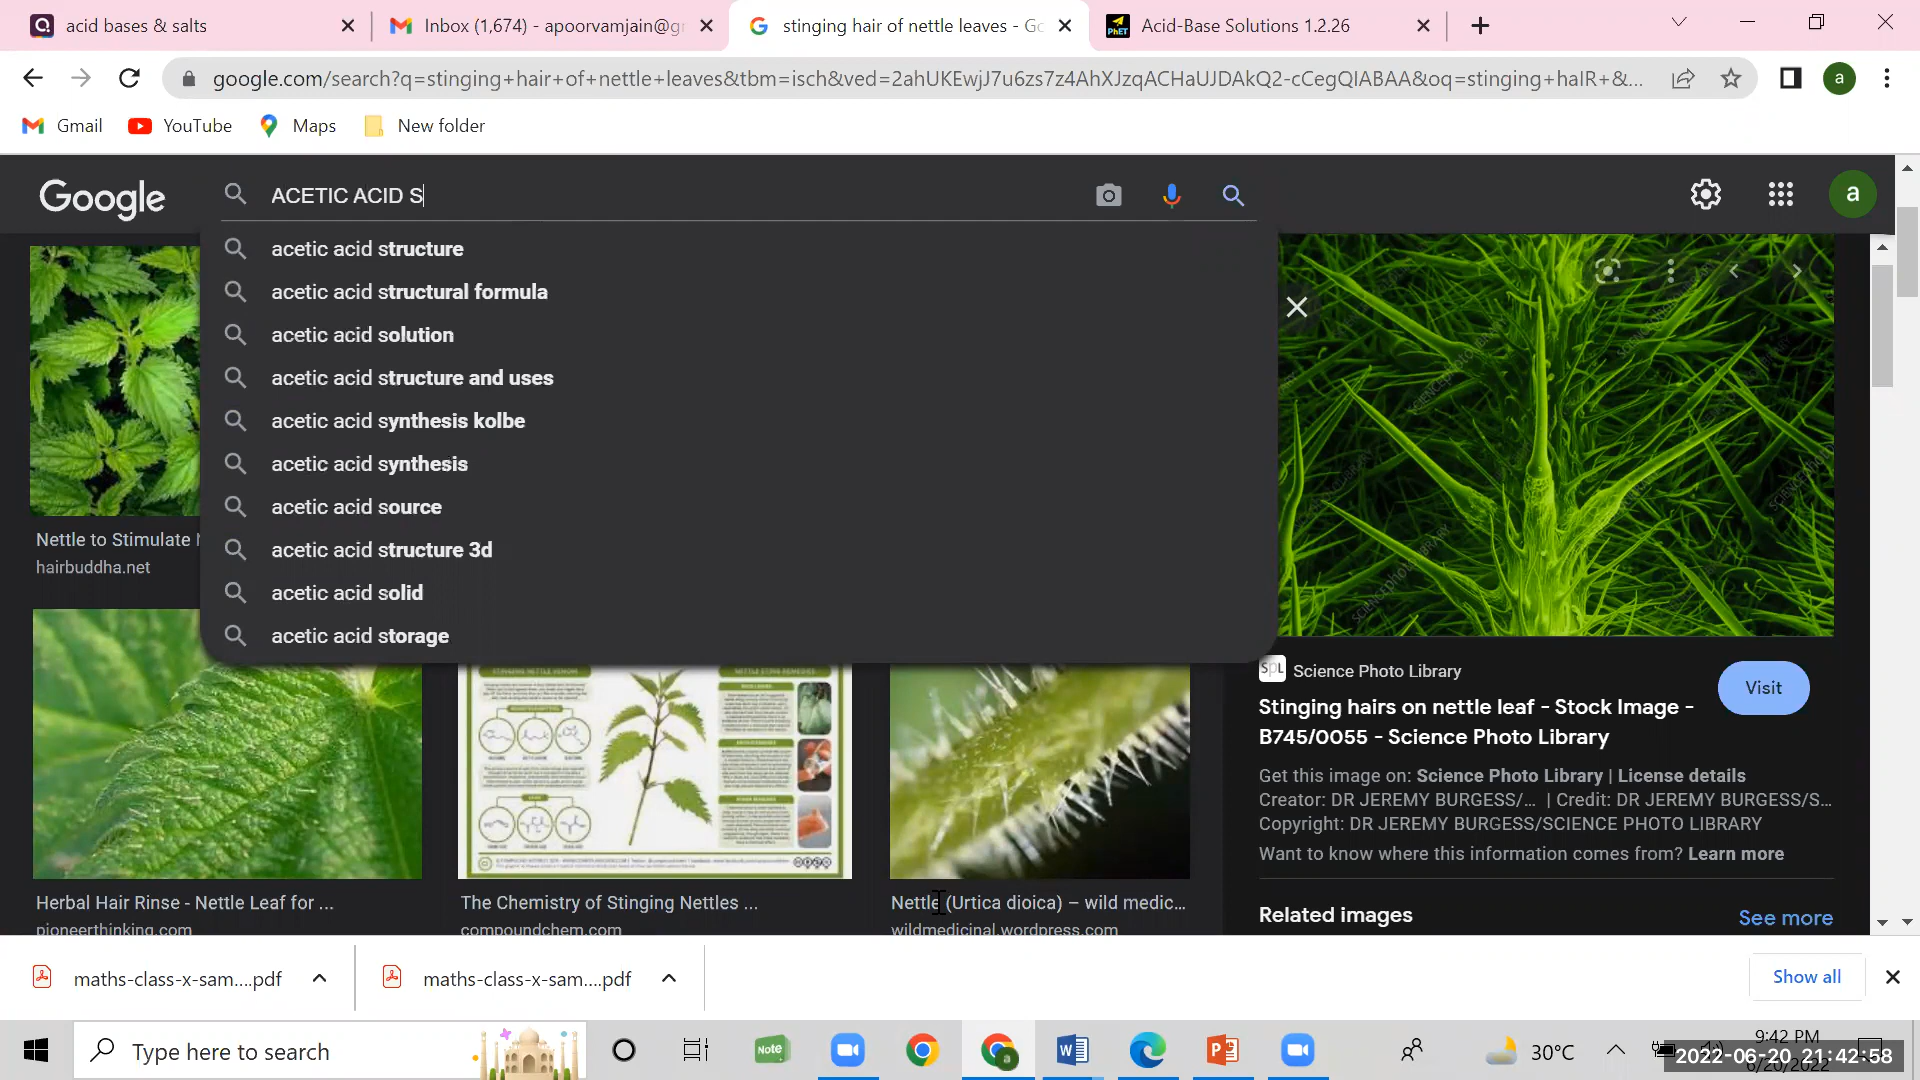 acid bases & salts
Inbox (1,674) - apoorvamjain@gr
stinging hair of nettle leaves - Go
Acid-Base Solutions 1.2.26
google.com/search?q=stinging+hair+of+nettle+leaves&tbm=isch&ved=2ahUKEwjJ7u6zs7z4AhXJzqACHaUJDAkQ2-cCegQIABAA&oq=stinging+haIR+&...
a
Gmail
YouTube
Maps
New folder
Google
ACETIC ACID S
a
acetic acid structure
acetic acid structural formula
acetic acid solution
acetic acid structure and uses
acetic acid synthesis kolbe
acetic acid synthesis
acetic acid source
acetic acid structure 3d
acetic acid solid
acetic acid storage
Nettle to Stimulate
hairbuddha.net
SPL
Science Photo Library
Visit
Stinging hairs on nettle leaf - Stock Image -
B745/0055 - Science Photo Library
Get this image on: Science Photo Library | License details
Creator: DR JEREMY BURGESS/... | Credit: DR JEREMY BURGESS/S...
Copyright: DR JEREMY BURGESS/SCIENCE PHOTO LIBRARY
Want to know where this information comes from? Learn more
Related images
See more
Herbal Hair Rinse - Nettle Leaf for ...
pioneerthinking.com
The Chemistry of Stinging Nettles ...
compoundchem.com
Nettle (Urtica dioica) – wild medic...
wildmedicinal.wordpress.com
maths-class-x-sam....pdf
maths-class-x-sam....pdf
Show all
Type here to search
Note
30°C
9:42 PM
6/20/2022
2022-06-20 21:42:58